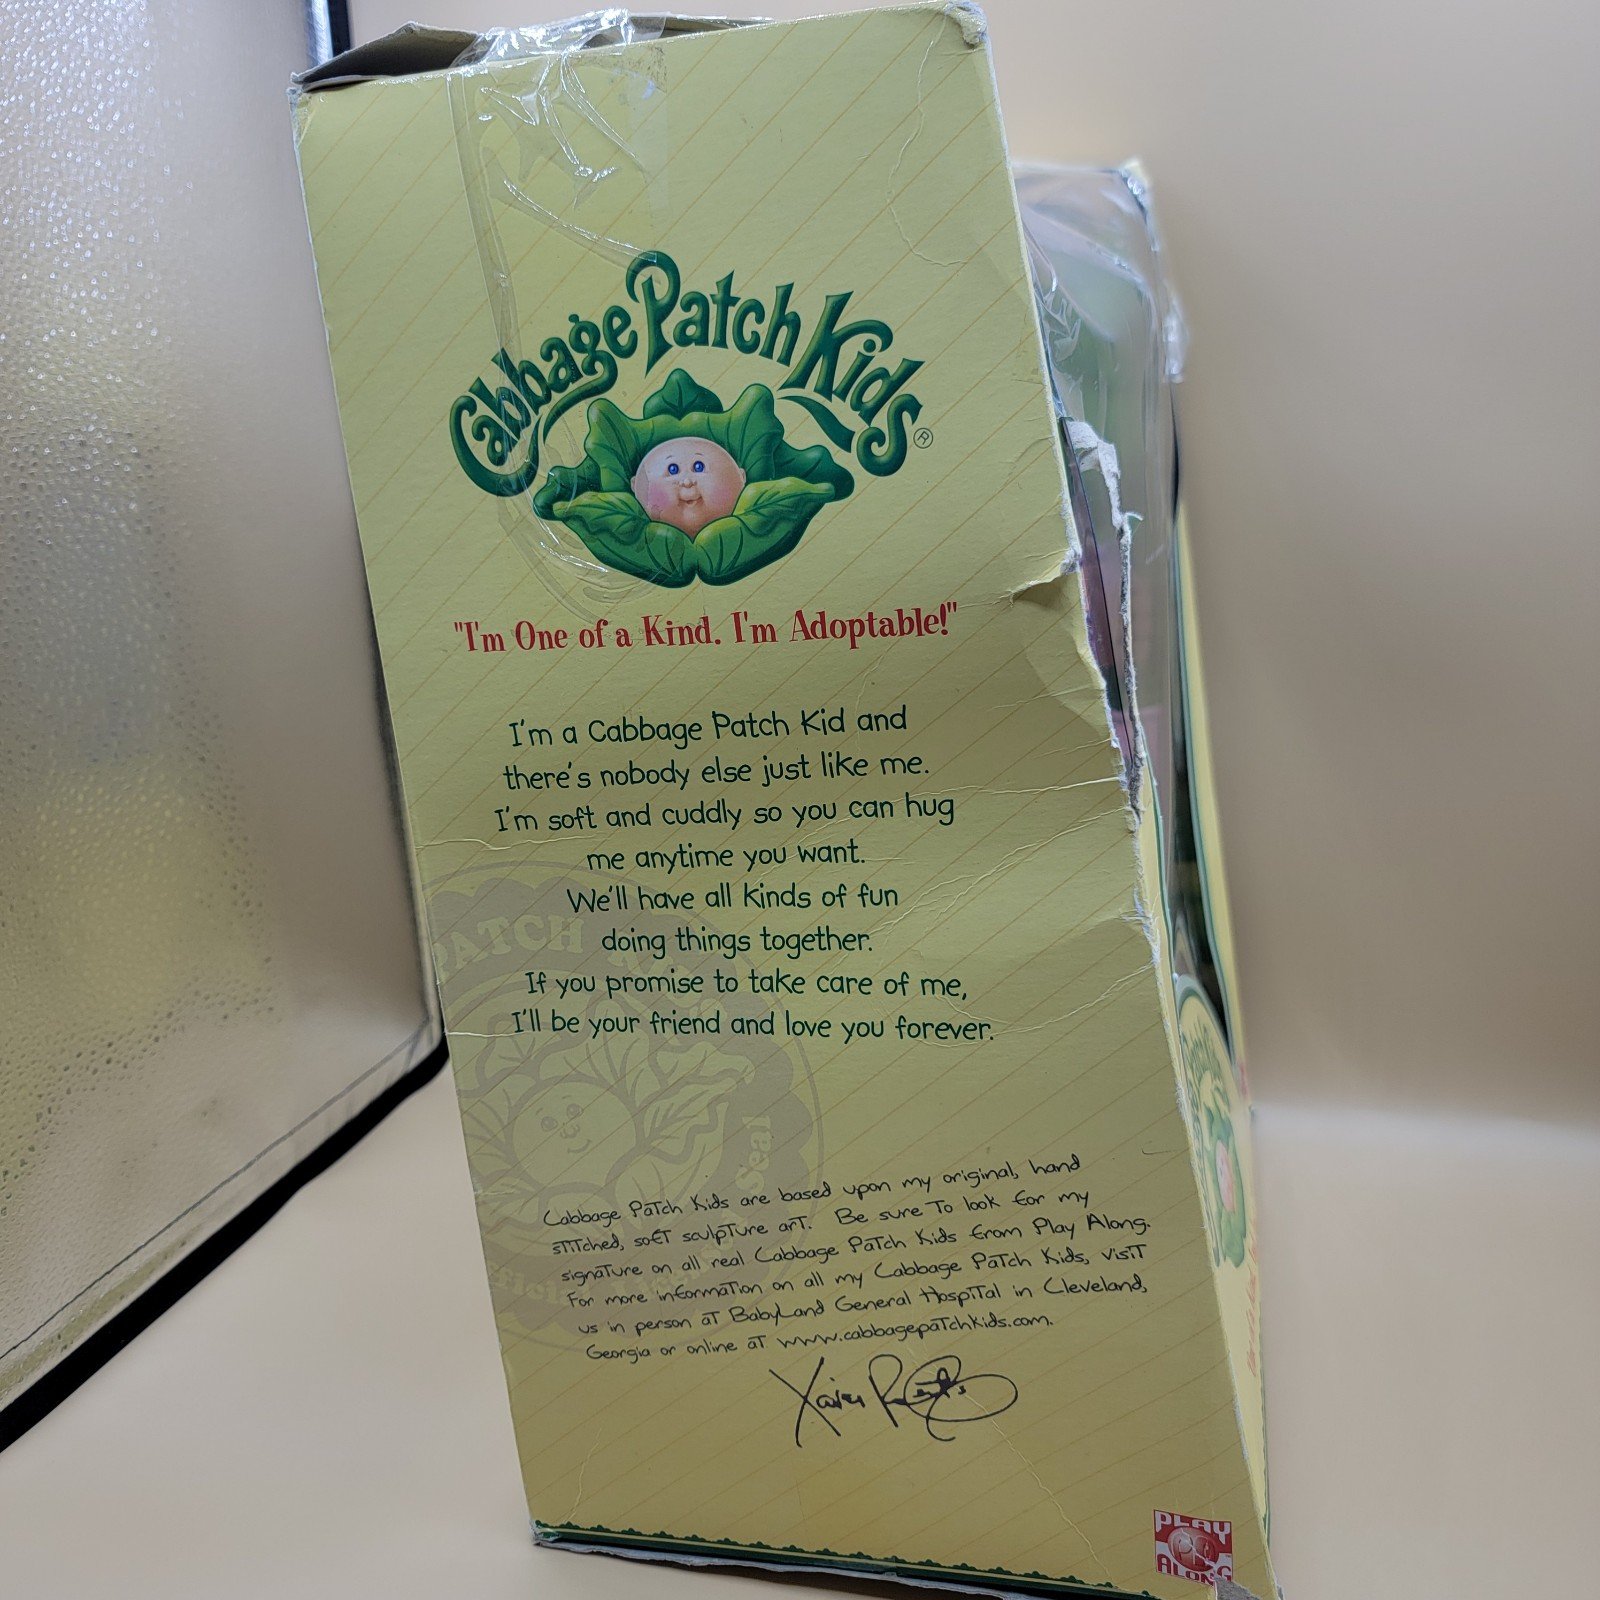 Cabbage Patch Kids®
"I'm One of a Kind. I'm Adoptable!"
I'm a Cabbage Patch Kid and
there's nobody else just like me.
I'm soft and cuddly so you can hug
me anytime you want.
We'll have all kinds of fun
doing things together.
If you promise to take care of me,
I'll be your friend and love you forever.
PATCH
Seal
Cabbage Patch Kids are based upon my original, hand
stitched, soft sculpture art. Be sure to look for my
signature on all real Cabbage Patch Kids from Play Along.
For more information on all my Cabbage Patch Kids, visit
us in person at BabyLand General Hospital in Cleveland,
Georgia or online at www.cabbagepatchkids.com.
Xavier Roberts
PLAY
ALONG